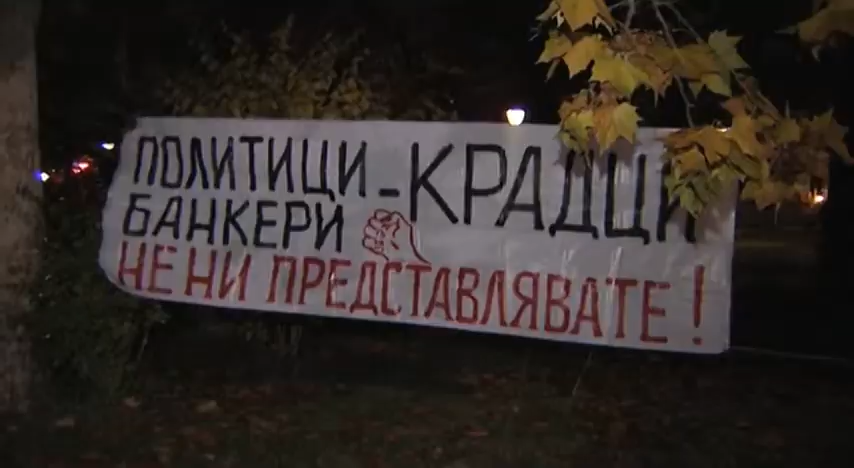 ПОЛИТИЦИ - КРАДЦИ
БАНКЕРИ
НЕ НИ ПРЕДСТАВЛЯВАТЕ!